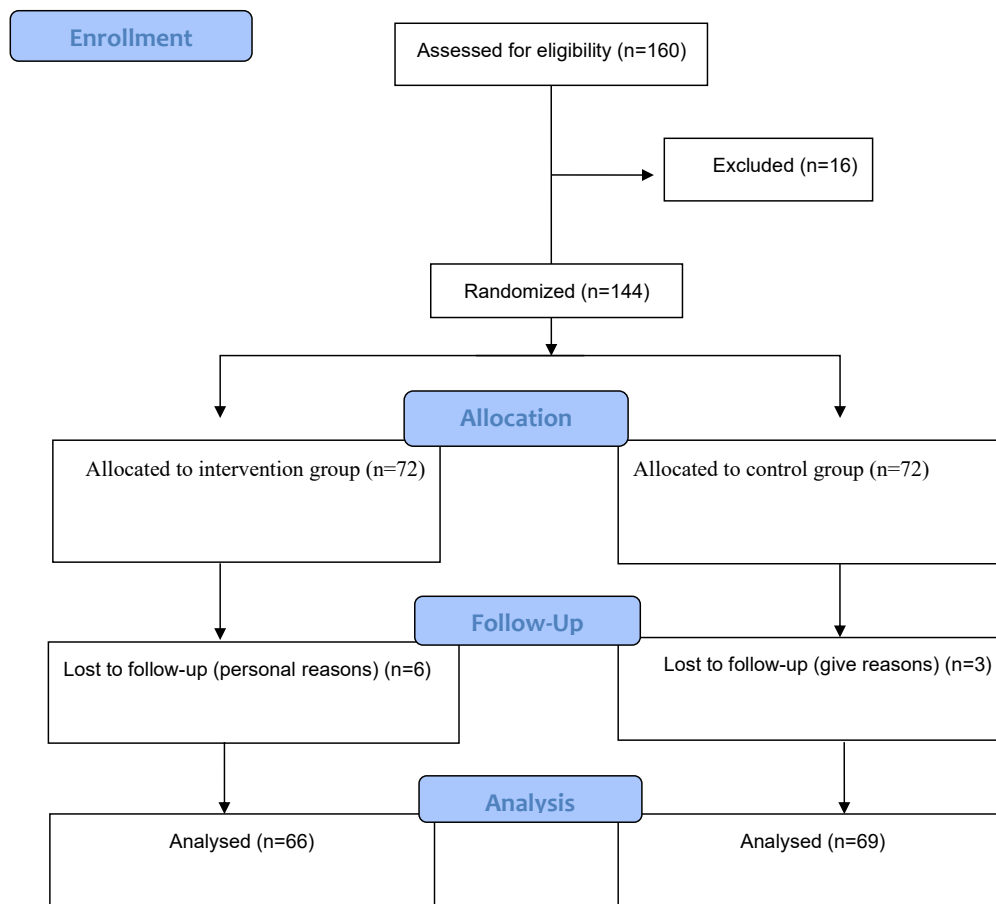 Enrollment
Assessed for eligibility (n=160)
Excluded (n=16)
Randomized (n=144)
Allocation
Allocated to intervention group (n=72)
Allocated to control group (n=72)
Follow-Up
Lost to follow-up (personal reasons) (n=6)
Lost to follow-up (give reasons) (n=3)
Analysis
Analysed (n=66)
Analysed (n=69)